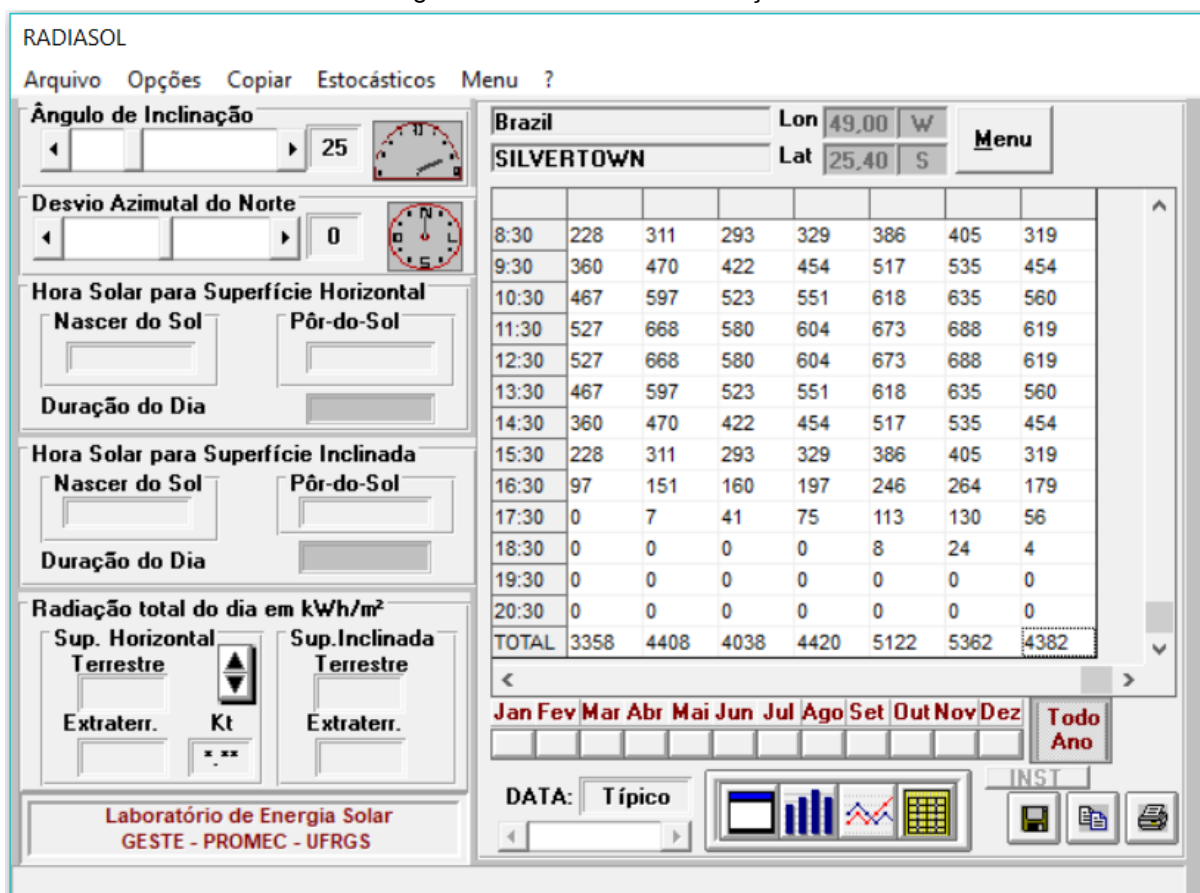 RADIASOL
Arquivo Opções Copiar Estocásticos Menu ?
Ângulo de Inclinação
25
Desvio Azimutal do Norte
0
N
S
Hora Solar para Superfície Horizontal
Nascer do Sol Pôr-do-Sol
Duração do Dia
Hora Solar para Superfície Inclinada
Nascer do Sol Pôr-do-Sol
Duração do Dia
Radiação total do dia em kWh/m²
Sup. Horizontal Sup.Inclinada
Terrestre Terrestre
Extraterr. Kt Extraterr.
*.**
Laboratório de Energia Solar
GESTE - PROMEC - UFRGS
Brazil Lon 49,00 W
SILVERTOWN Lat 25,40 S
Menu
8:30 228 311 293 329 386 405 319
9:30 360 470 422 454 517 535 454
10:30 467 597 523 551 618 635 560
11:30 527 668 580 604 673 688 619
12:30 527 668 580 604 673 688 619
13:30 467 597 523 551 618 635 560
14:30 360 470 422 454 517 535 454
15:30 228 311 293 329 386 405 319
16:30 97 151 160 197 246 264 179
17:30 0 7 41 75 113 130 56
18:30 0 0 0 0 8 24 4
19:30 0 0 0 0 0 0 0
20:30 0 0 0 0 0 0 0
TOTAL 3358 4408 4038 4420 5122 5362 4382
Jan Fev Mar Abr Mai Jun Jul Ago Set Out Nov Dez
Todo
Ano
INST
DATA: Típico